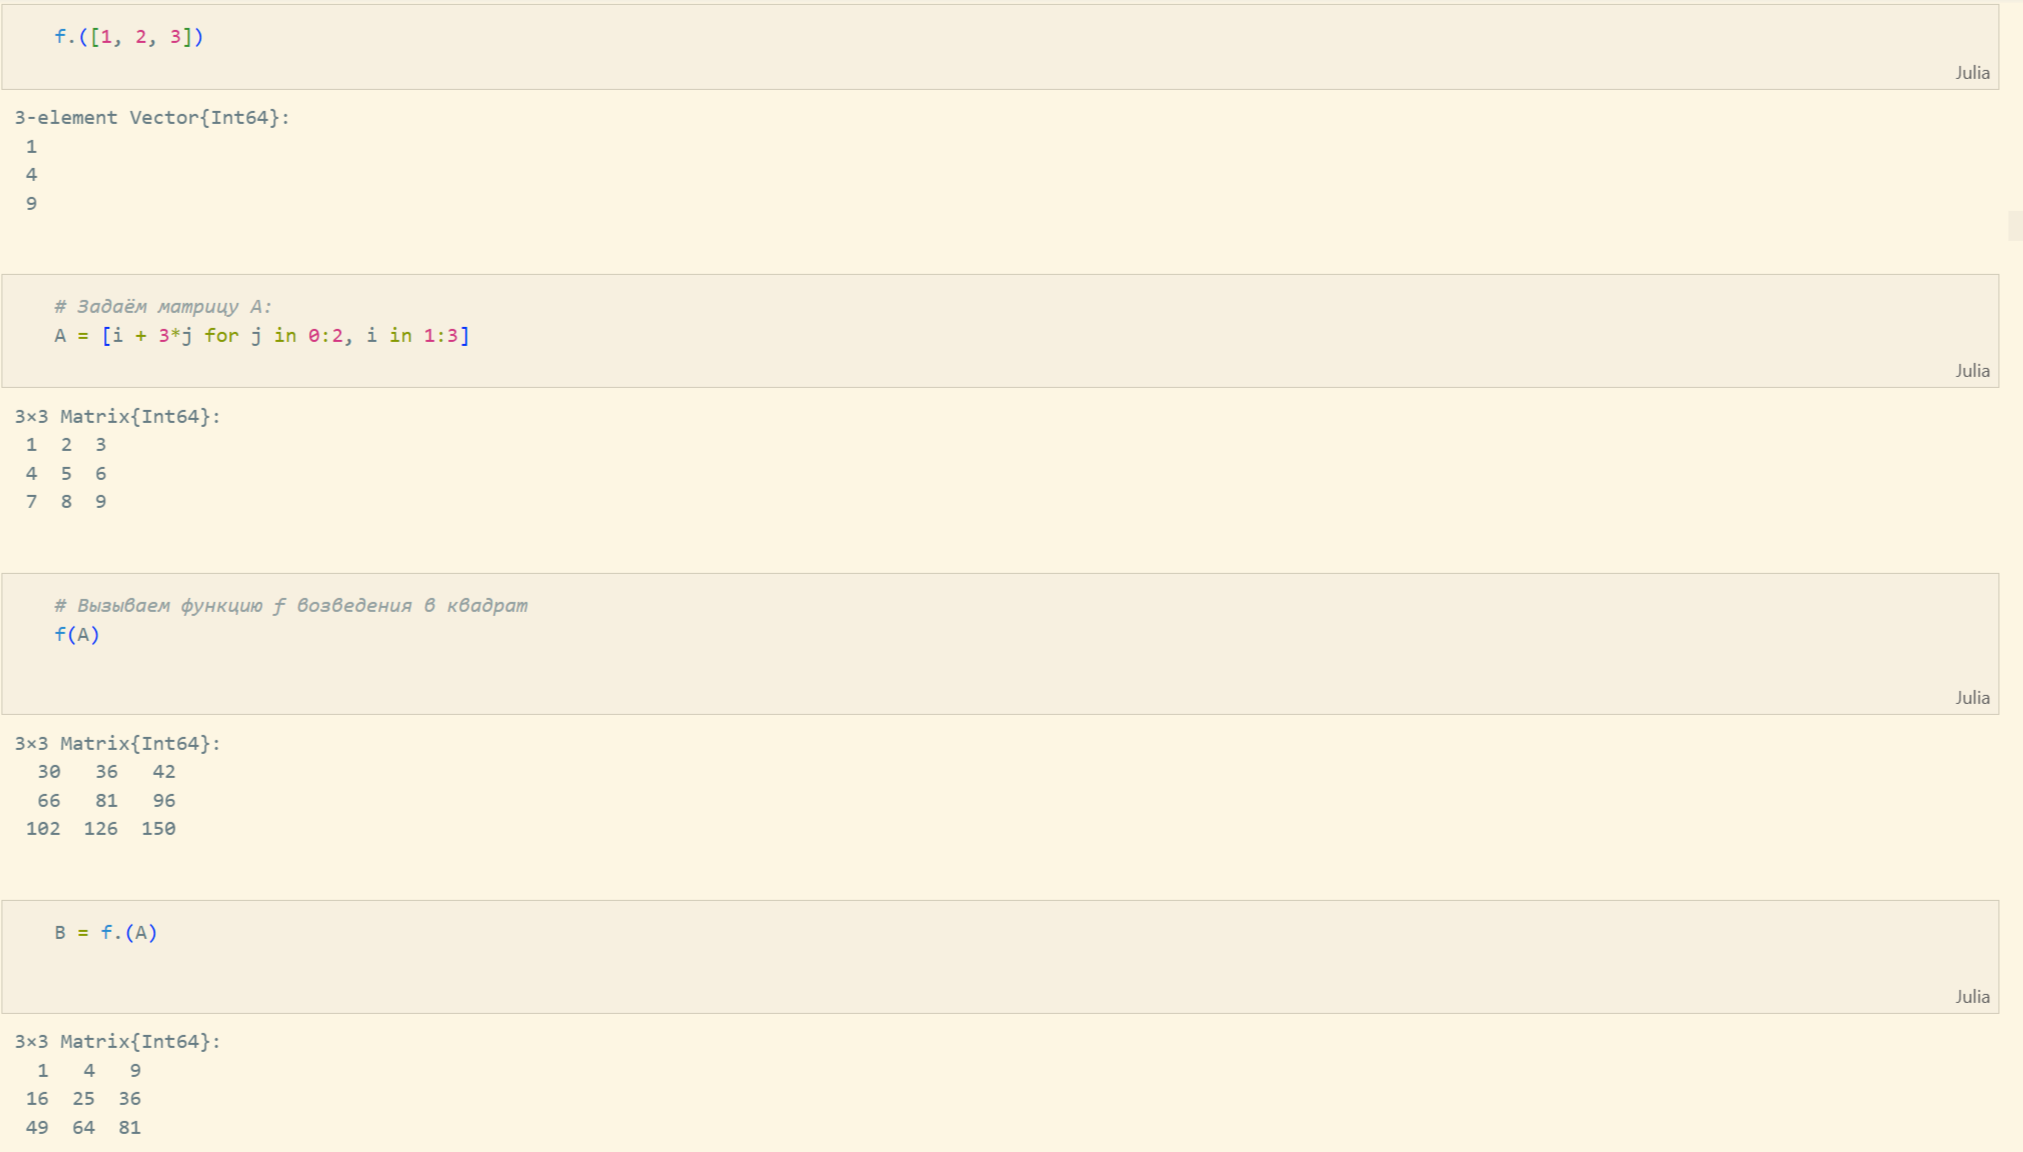 f.([1, 2, 3])
Julia
3-element Vector{Int64}:
 1
 4
 9
# Задаём матрицу A:
A = [i + 3*j for j in 0:2, i in 1:3]
Julia
3×3 Matrix{Int64}:
 1  2  3
 4  5  6
 7  8  9
# Вызываем функцию f возведения в квадрат
f(A)
Julia
3×3 Matrix{Int64}:
  30   36   42
  66   81   96
 102  126  150
B = f.(A)
Julia
3×3 Matrix{Int64}:
  1   4   9
 16  25  36
 49  64  81